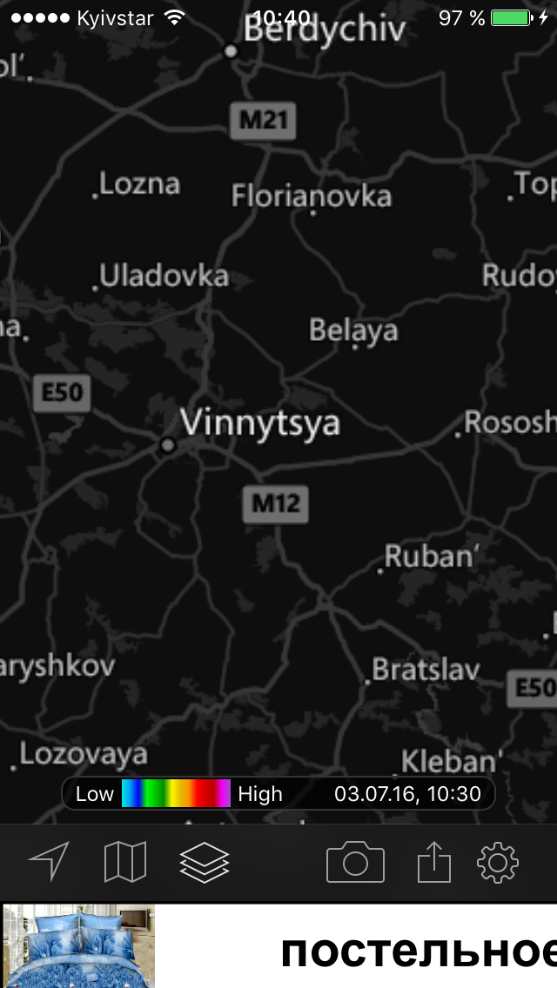 Kyivstar 10:40 97 %
Berdychiv
ol'.
M21
Lozna
Florianovka
Top
Uladovka
Rudo
na.
Belaya
E50
Vinnytsya
Rososh
M12
Ruban'
aryshkov
Bratslav
E50
Lozovaya
Kleban'
Low High 03.07.16, 10:30
постельное